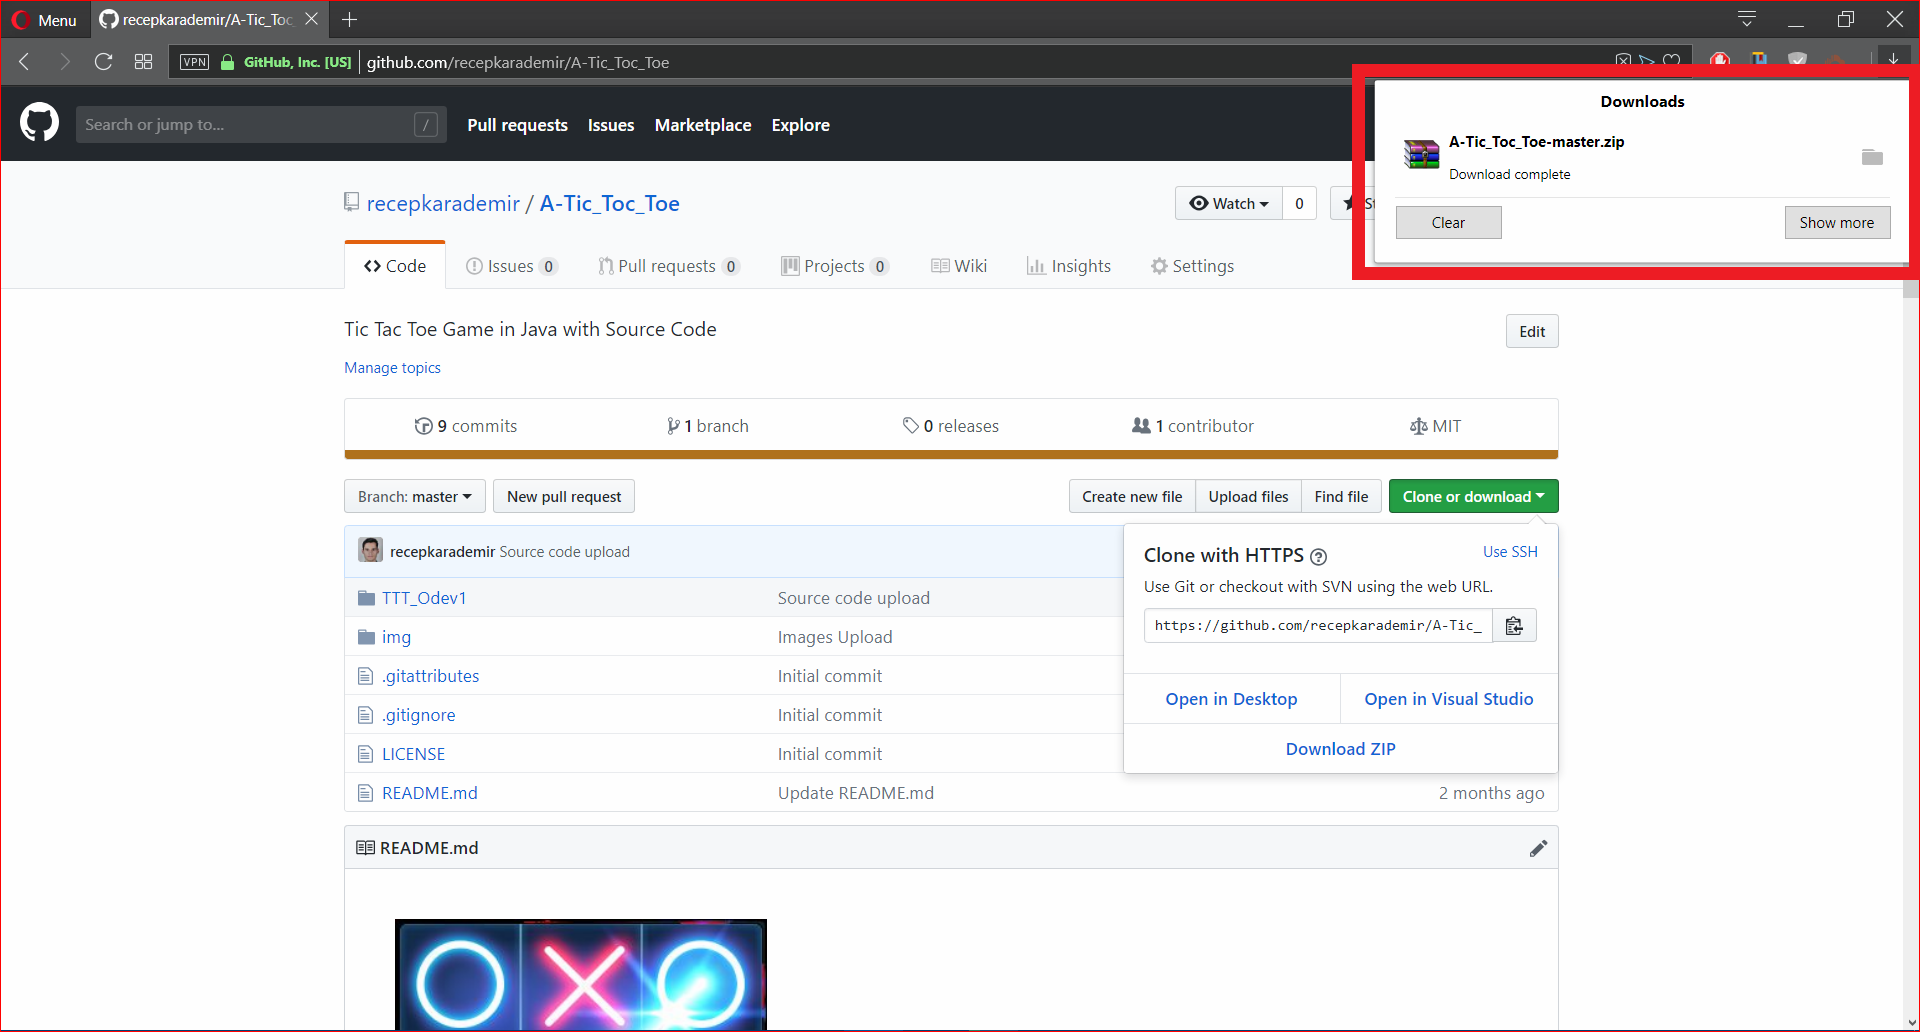 Menu
recepkarademir/A-Tic_Toc
VPN GitHub, Inc. [US] github.com/recepkarademir/A-Tic_Toc_Toe
Search or jump to... /
Pull requests Issues Marketplace Explore
Downloads
A-Tic_Toc_Toe-master.zip
Download complete
Clear Show more
recepkarademir / A-Tic_Toc_Toe
Watch 0 St
Code Issues 0 Pull requests 0 Projects 0 Wiki Insights Settings
Tic Tac Toe Game in Java with Source Code
Edit
Manage topics
9 commits 1 branch 0 releases 1 contributor MIT
Branch: master New pull request Create new file Upload files Find file Clone or download
recepkarademir Source code upload
TTT_Odev1 Source code upload
img Images Upload
.gitattributes Initial commit
.gitignore Initial commit
LICENSE Initial commit
README.md Update README.md 2 months ago
Clone with HTTPS ? Use SSH
Use Git or checkout with SVN using the web URL.
https://github.com/recepkarademir/A-Tic_
Open in Desktop Open in Visual Studio
Download ZIP
README.md